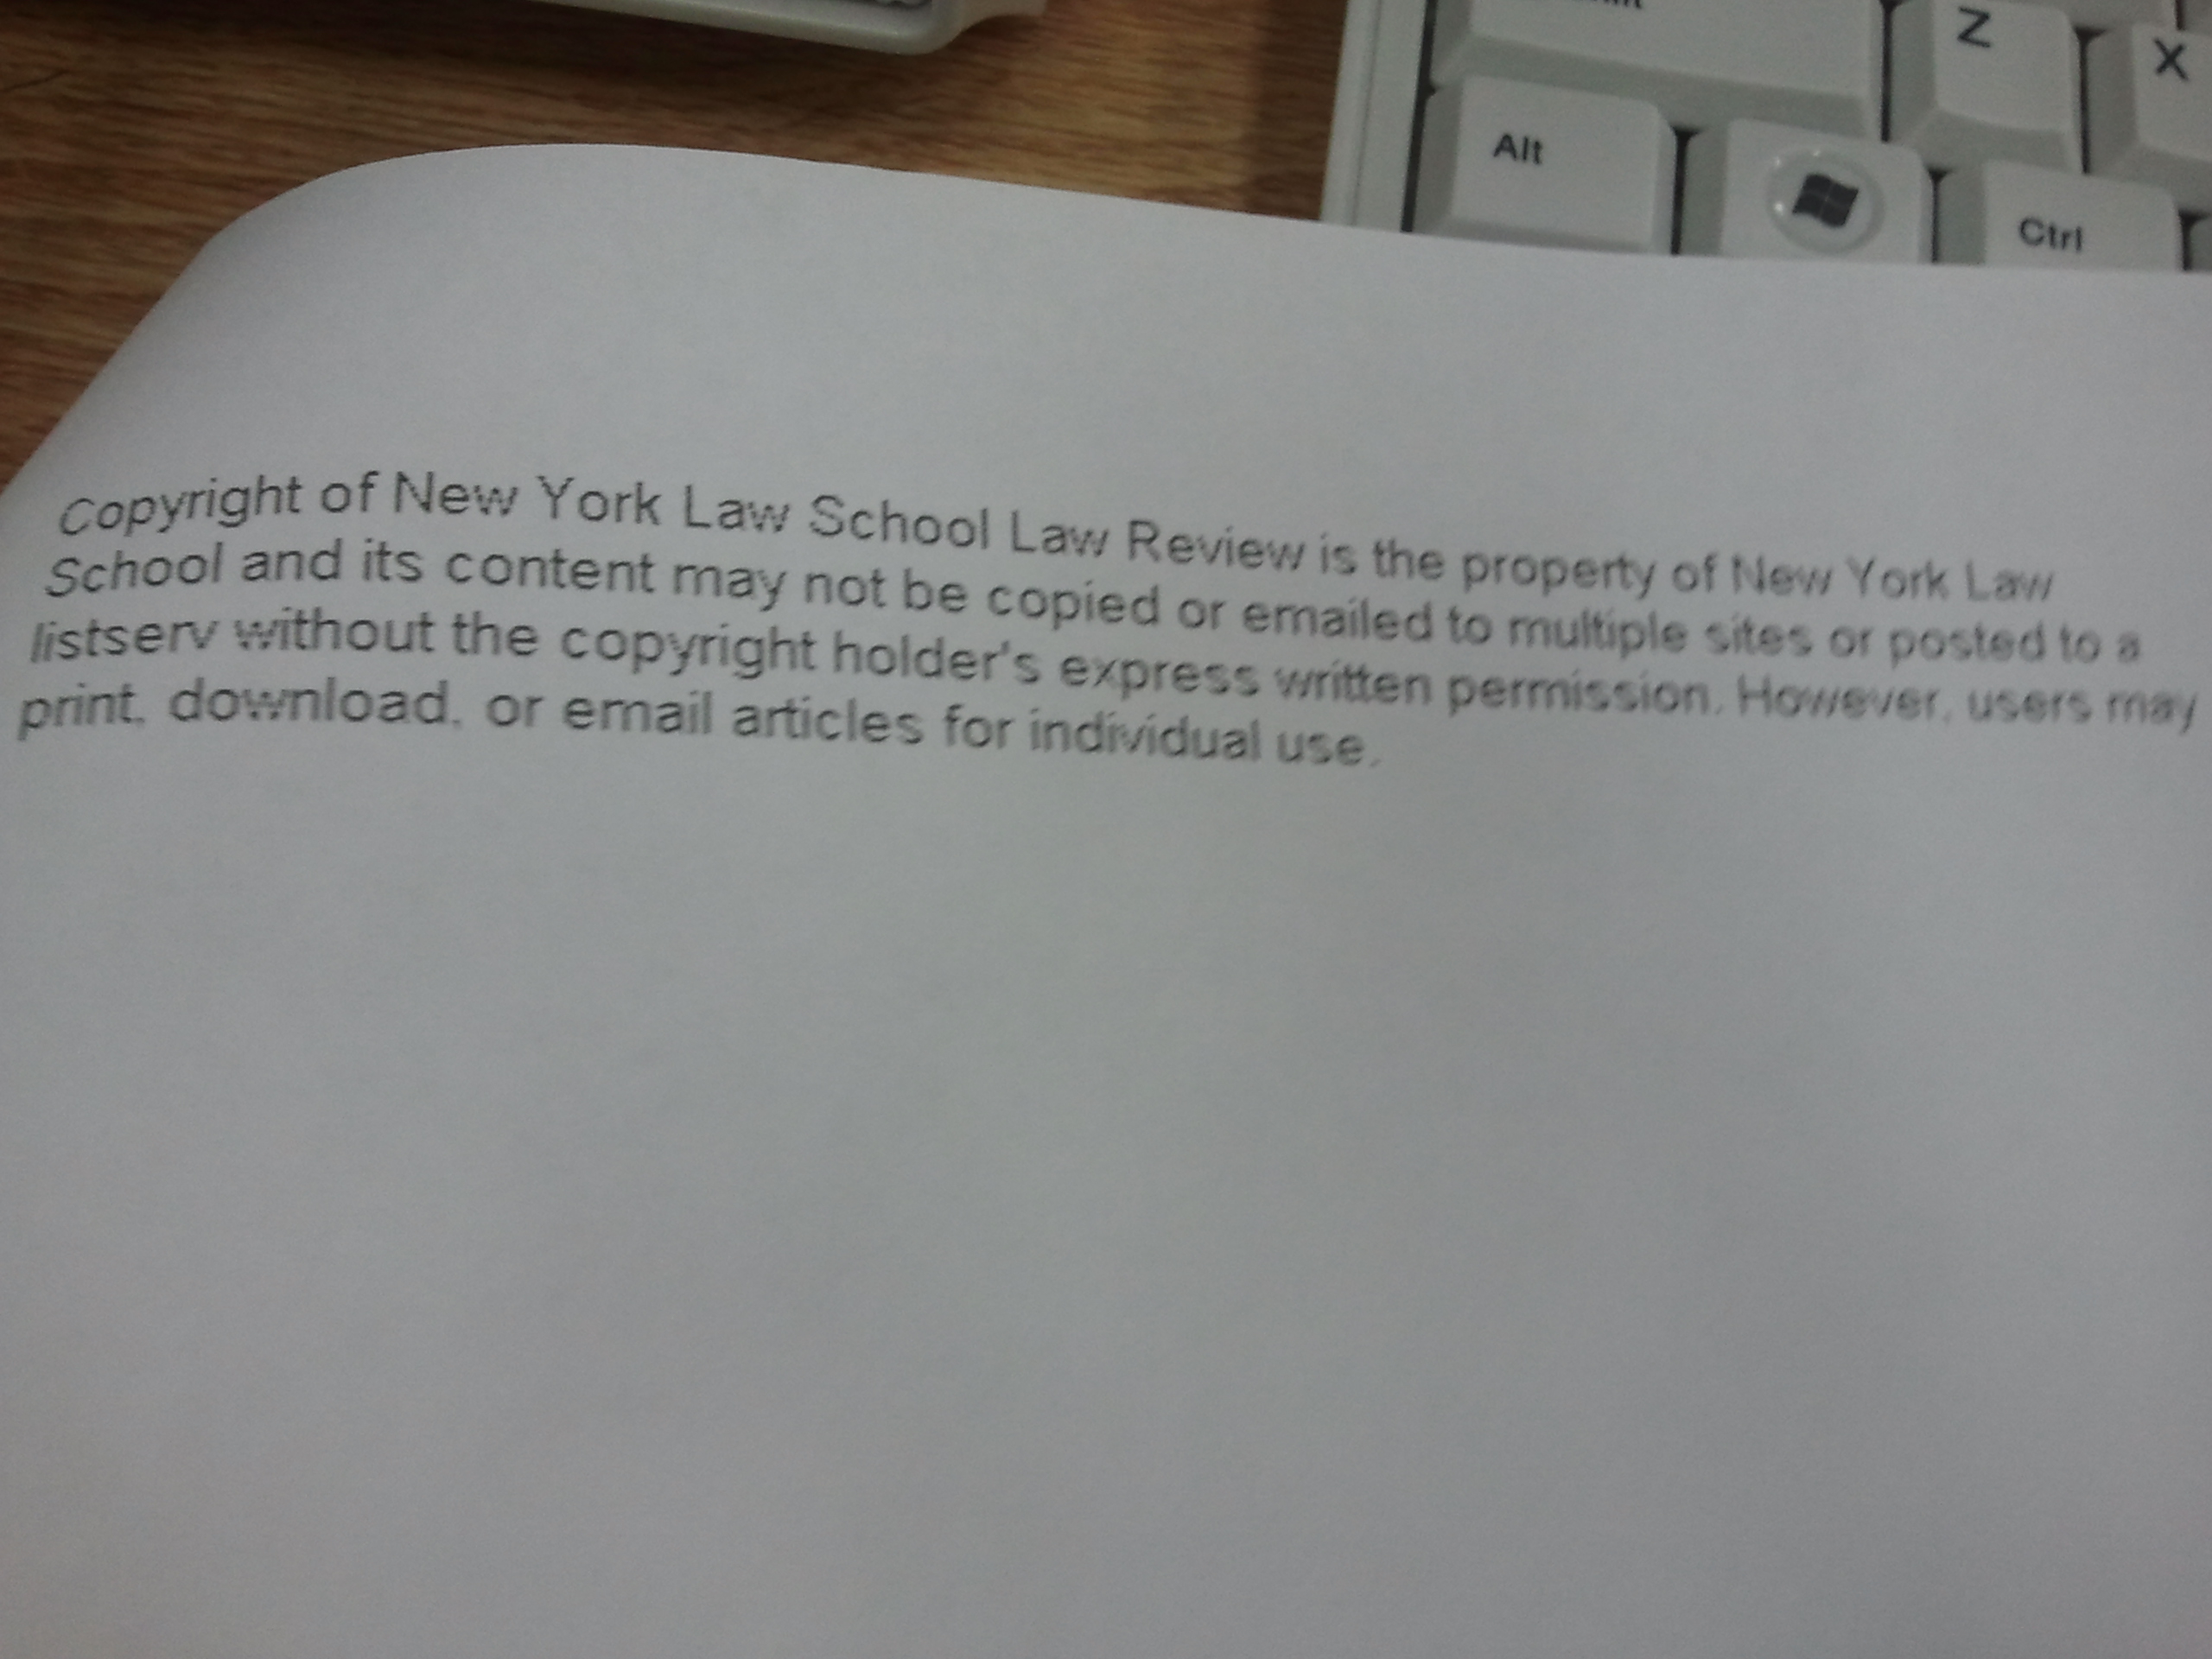 Z
X
Alt
Ctrl
Copyright of New York Law School Law Review is the property of New York Law
School and its content may not be copied or emailed to multiple sites or posted to a
listserv without the copyright holder's express written permission. However, users may
print, download, or email articles for individual use.